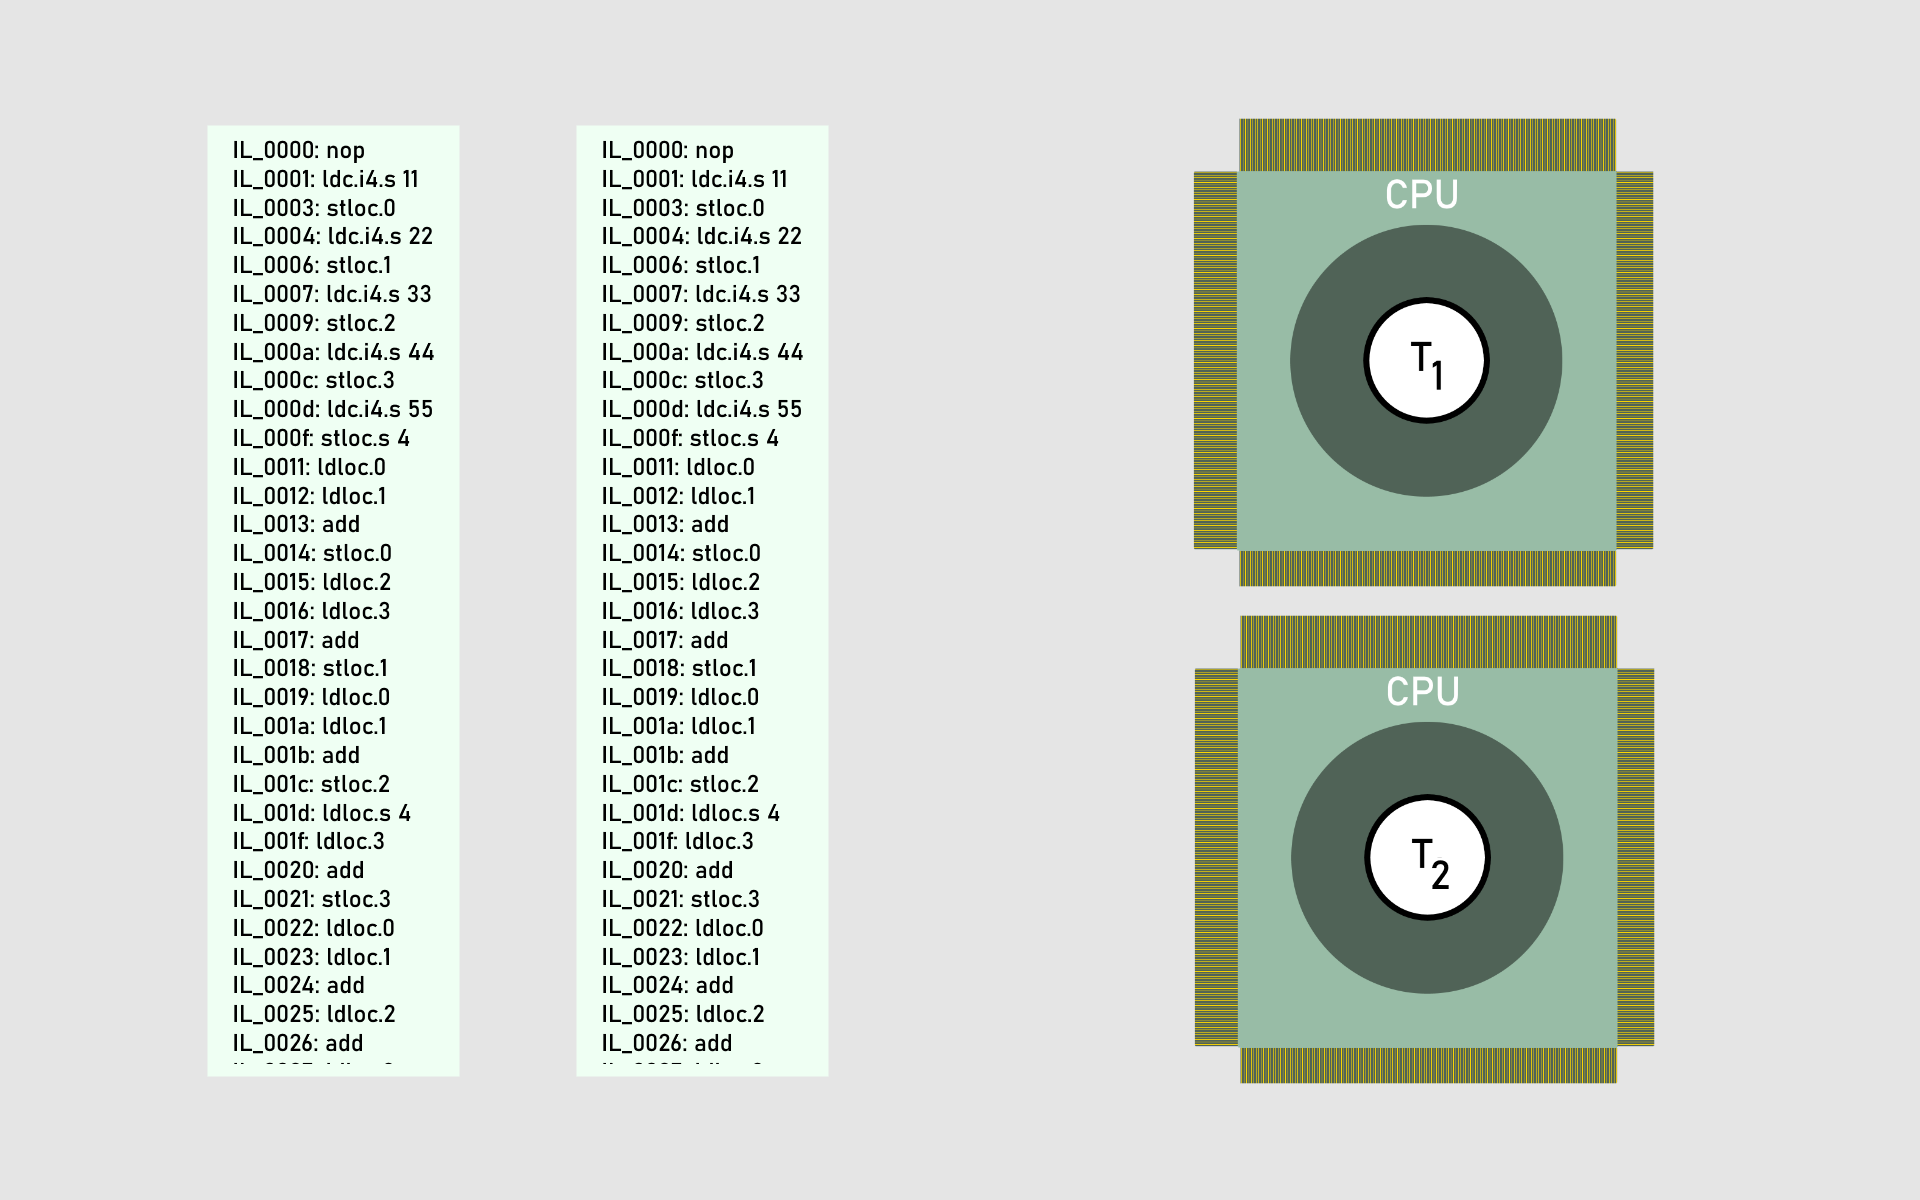 IL_0000: nop
IL_0001: ldc.i4.s 11
IL_0003: stloc.0
IL_0004: ldc.i4.s 22
IL_0006: stloc.1
IL_0007: ldc.i4.s 33
IL_0009: stloc.2
IL_000a: ldc.i4.s 44
IL_000c: stloc.3
IL_000d: ldc.i4.s 55
IL_000f: stloc.s 4
IL_0011: ldloc.0
IL_0012: ldloc.1
IL_0013: add
IL_0014: stloc.0
IL_0015: ldloc.2
IL_0016: ldloc.3
IL_0017: add
IL_0018: stloc.1
IL_0019: ldloc.0
IL_001a: ldloc.1
IL_001b: add
IL_001c: stloc.2
IL_001d: ldloc.s 4
IL_001f: ldloc.3
IL_0020: add
IL_0021: stloc.3
IL_0022: ldloc.0
IL_0023: ldloc.1
IL_0024: add
IL_0025: ldloc.2
IL_0026: add
IL_0000: nop
IL_0001: ldc.i4.s 11
IL_0003: stloc.0
IL_0004: ldc.i4.s 22
IL_0006: stloc.1
IL_0007: ldc.i4.s 33
IL_0009: stloc.2
IL_000a: ldc.i4.s 44
IL_000c: stloc.3
IL_000d: ldc.i4.s 55
IL_000f: stloc.s 4
IL_0011: ldloc.0
IL_0012: ldloc.1
IL_0013: add
IL_0014: stloc.0
IL_0015: ldloc.2
IL_0016: ldloc.3
IL_0017: add
IL_0018: stloc.1
IL_0019: ldloc.0
IL_001a: ldloc.1
IL_001b: add
IL_001c: stloc.2
IL_001d: ldloc.s 4
IL_001f: ldloc.3
IL_0020: add
IL_0021: stloc.3
IL_0022: ldloc.0
IL_0023: ldloc.1
IL_0024: add
IL_0025: ldloc.2
IL_0026: add
CPU
T1
CPU
T2